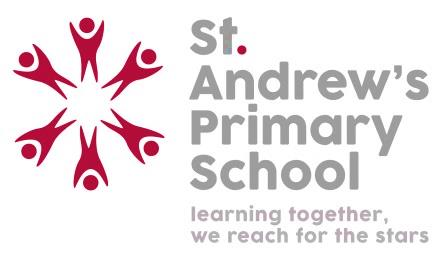 St.
Andrew's
Primary
School
learning together,
we reach for the stars